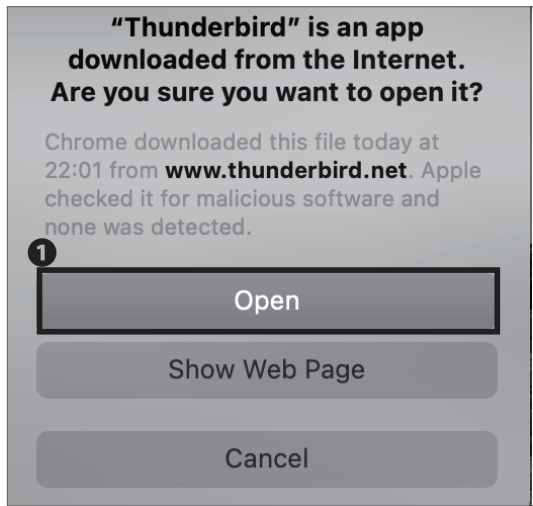 “Thunderbird” is an app
downloaded from the Internet.
Are you sure you want to open it?
Chrome downloaded this file today at
22:01 from www.thunderbird.net. Apple
checked it for malicious software and
none was detected.
❶
Open
Show Web Page
Cancel